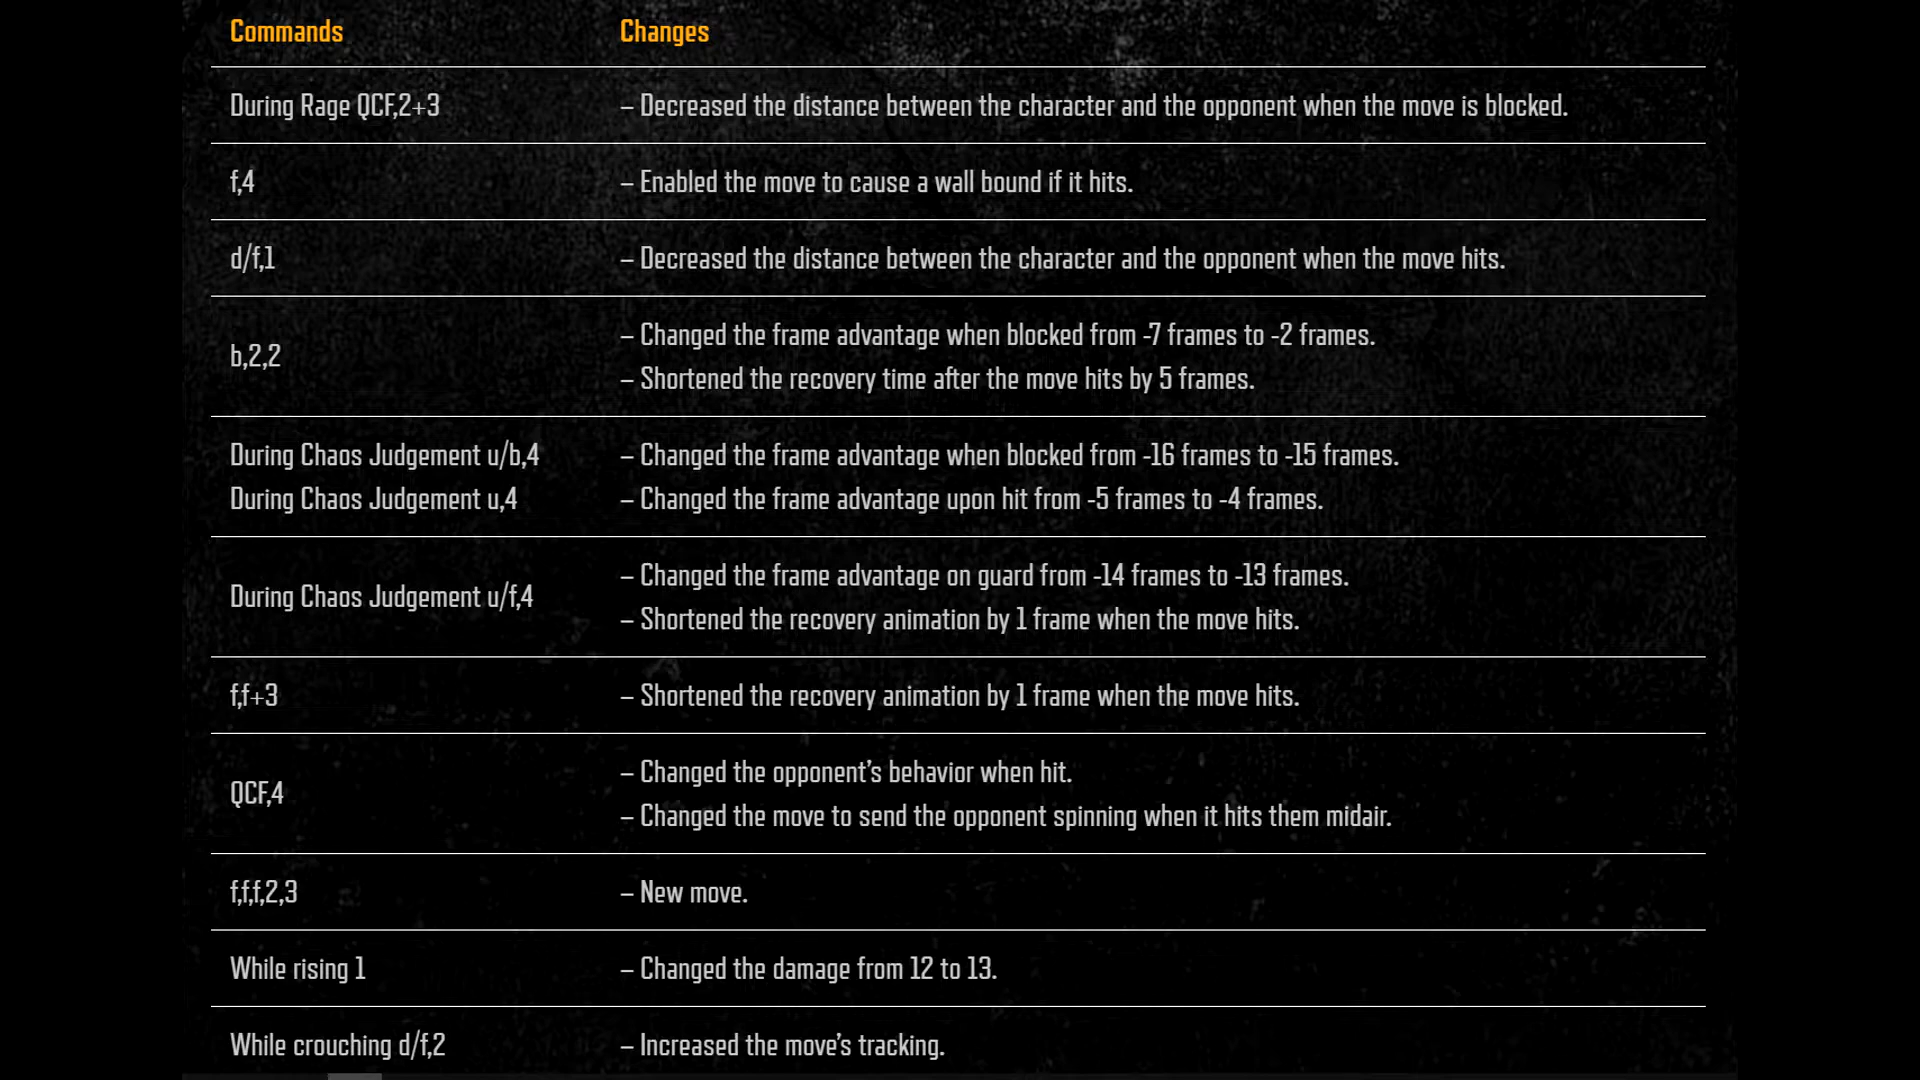 Commands Changes
During Rage QCF,2+3 – Decreased the distance between the character and the opponent when the move is blocked.
f,4 – Enabled the move to cause a wall bound if it hits.
d/f,1 – Decreased the distance between the character and the opponent when the move hits.
b,2,2
– Changed the frame advantage when blocked from -7 frames to -2 frames.
– Shortened the recovery time after the move hits by 5 frames.
During Chaos Judgement u/b,4 – Changed the frame advantage when blocked from -16 frames to -15 frames.
During Chaos Judgement u,4 – Changed the frame advantage upon hit from -5 frames to -4 frames.
During Chaos Judgement u/f,4
– Changed the frame advantage on guard from -14 frames to -13 frames.
– Shortened the recovery animation by 1 frame when the move hits.
f,f+3 – Shortened the recovery animation by 1 frame when the move hits.
QCF,4
– Changed the opponent’s behavior when hit.
– Changed the move to send the opponent spinning when it hits them midair.
f,f,f,2,3 – New move.
While rising 1 – Changed the damage from 12 to 13.
While crouching d/f,2 – Increased the move’s tracking.